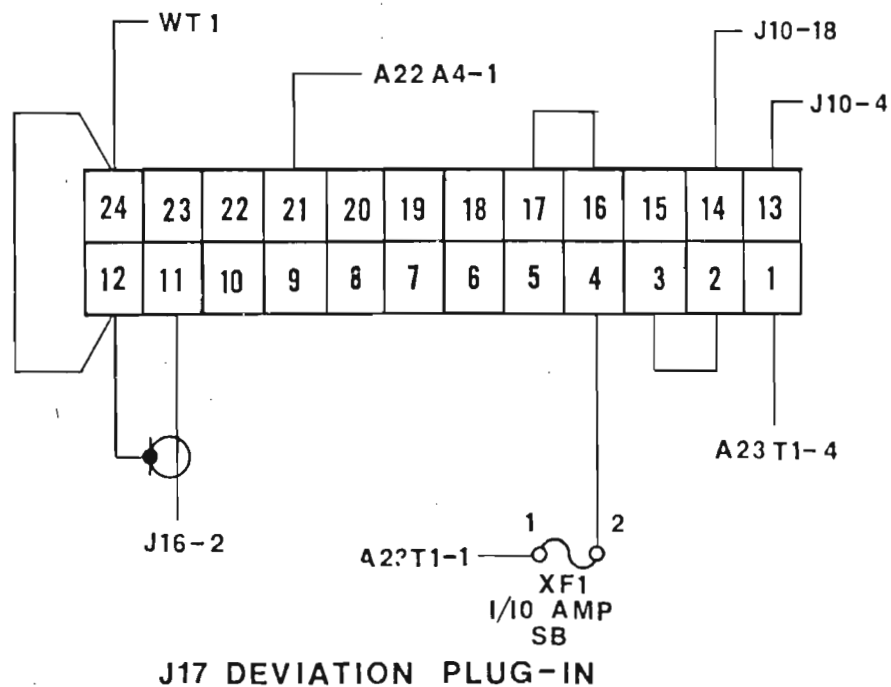 WT 1
J10-18
A22 A4-1
J10-4
24 23 22 21 20 19 18 17 16 15 14 13
12 11 10 9 8 7 6 5 4 3 2 1
A23 T1-4
J16-2
1 2
T1-1
XF1
1/10 AMP
SB
J17 DEVIATION PLUG-IN